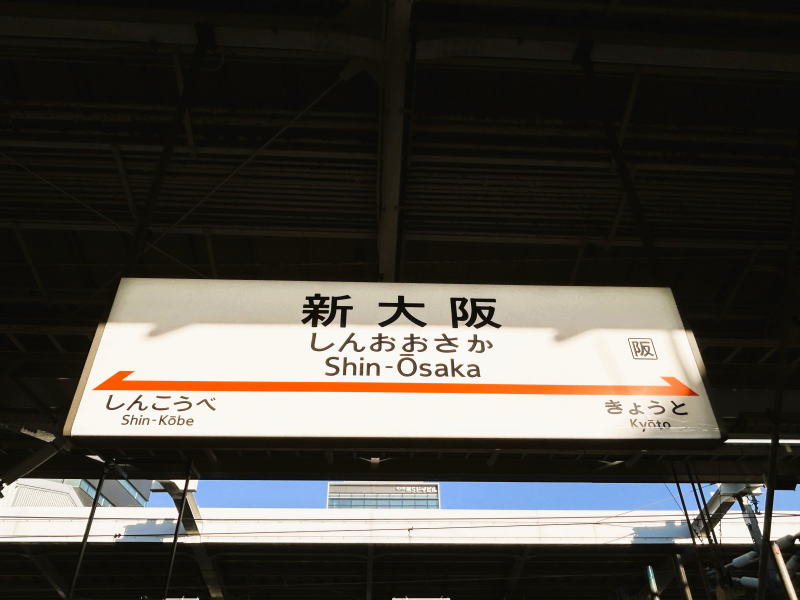 新大阪
しんおおさか
Shin-Ōsaka
阪
しんこうべ
Shin-Kōbe
きょうと
Kyōto